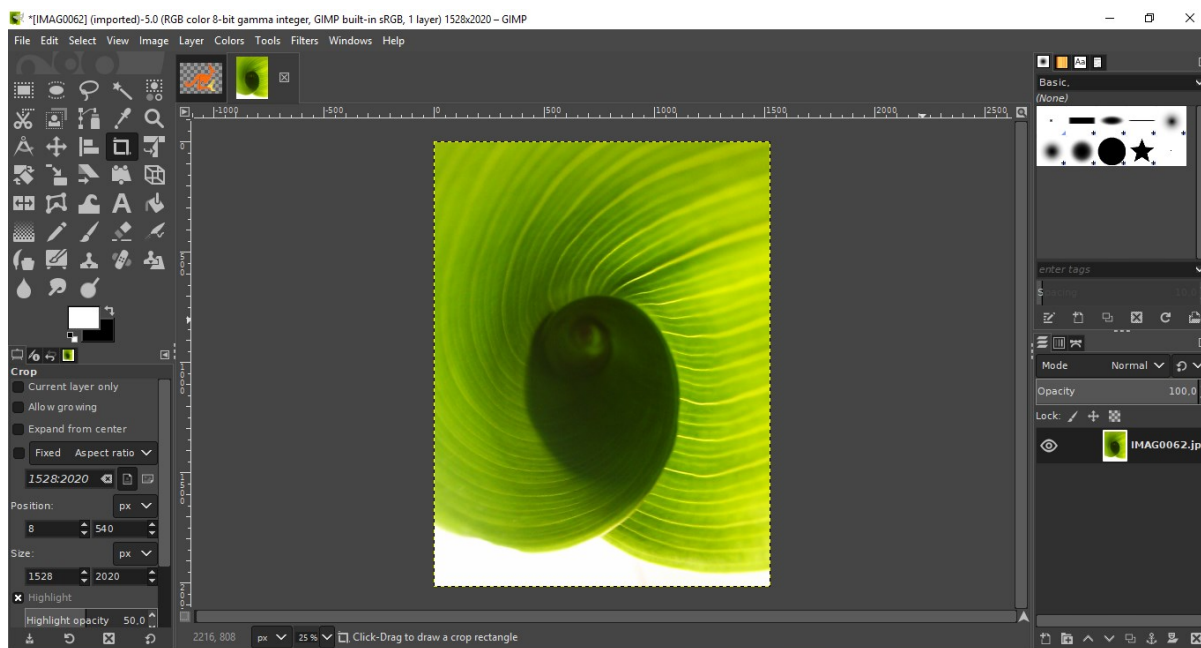 *[IMAG0062] (imported)-5.0 (RGB color 8-bit gamma integer, GIMP built-in sRGB, 1 layer) 1528x2020 – GIMP
File Edit Select View Image Layer Colors Tools Filters Windows Help
-1000 -500 0 500 1000 1500 2000 2500
0
500
1000
1500
Basic,
(None)
enter tags
Mode Normal
Opacity 100,0
Lock:
IMAG0062.jp
Crop
Current layer only
Allow growing
Expand from center
Fixed Aspect ratio
1528:2020
Position: px
8 540
Size: px
1528 2020
Highlight
Highlight opacity 50,0
2216, 808 px 25 % Click-Drag to draw a crop rectangle